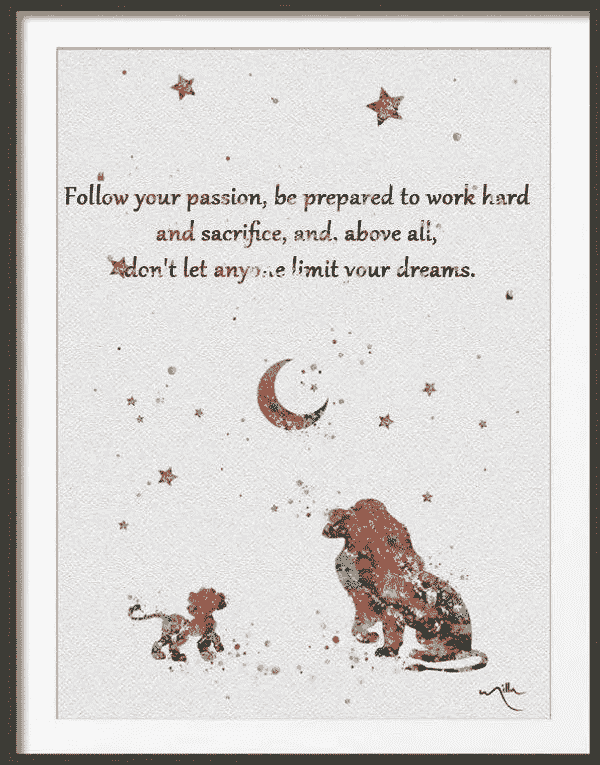 Follow your passion, be prepared to work hard
and sacrifice, and, above all,
don't let anyone limit your dreams.